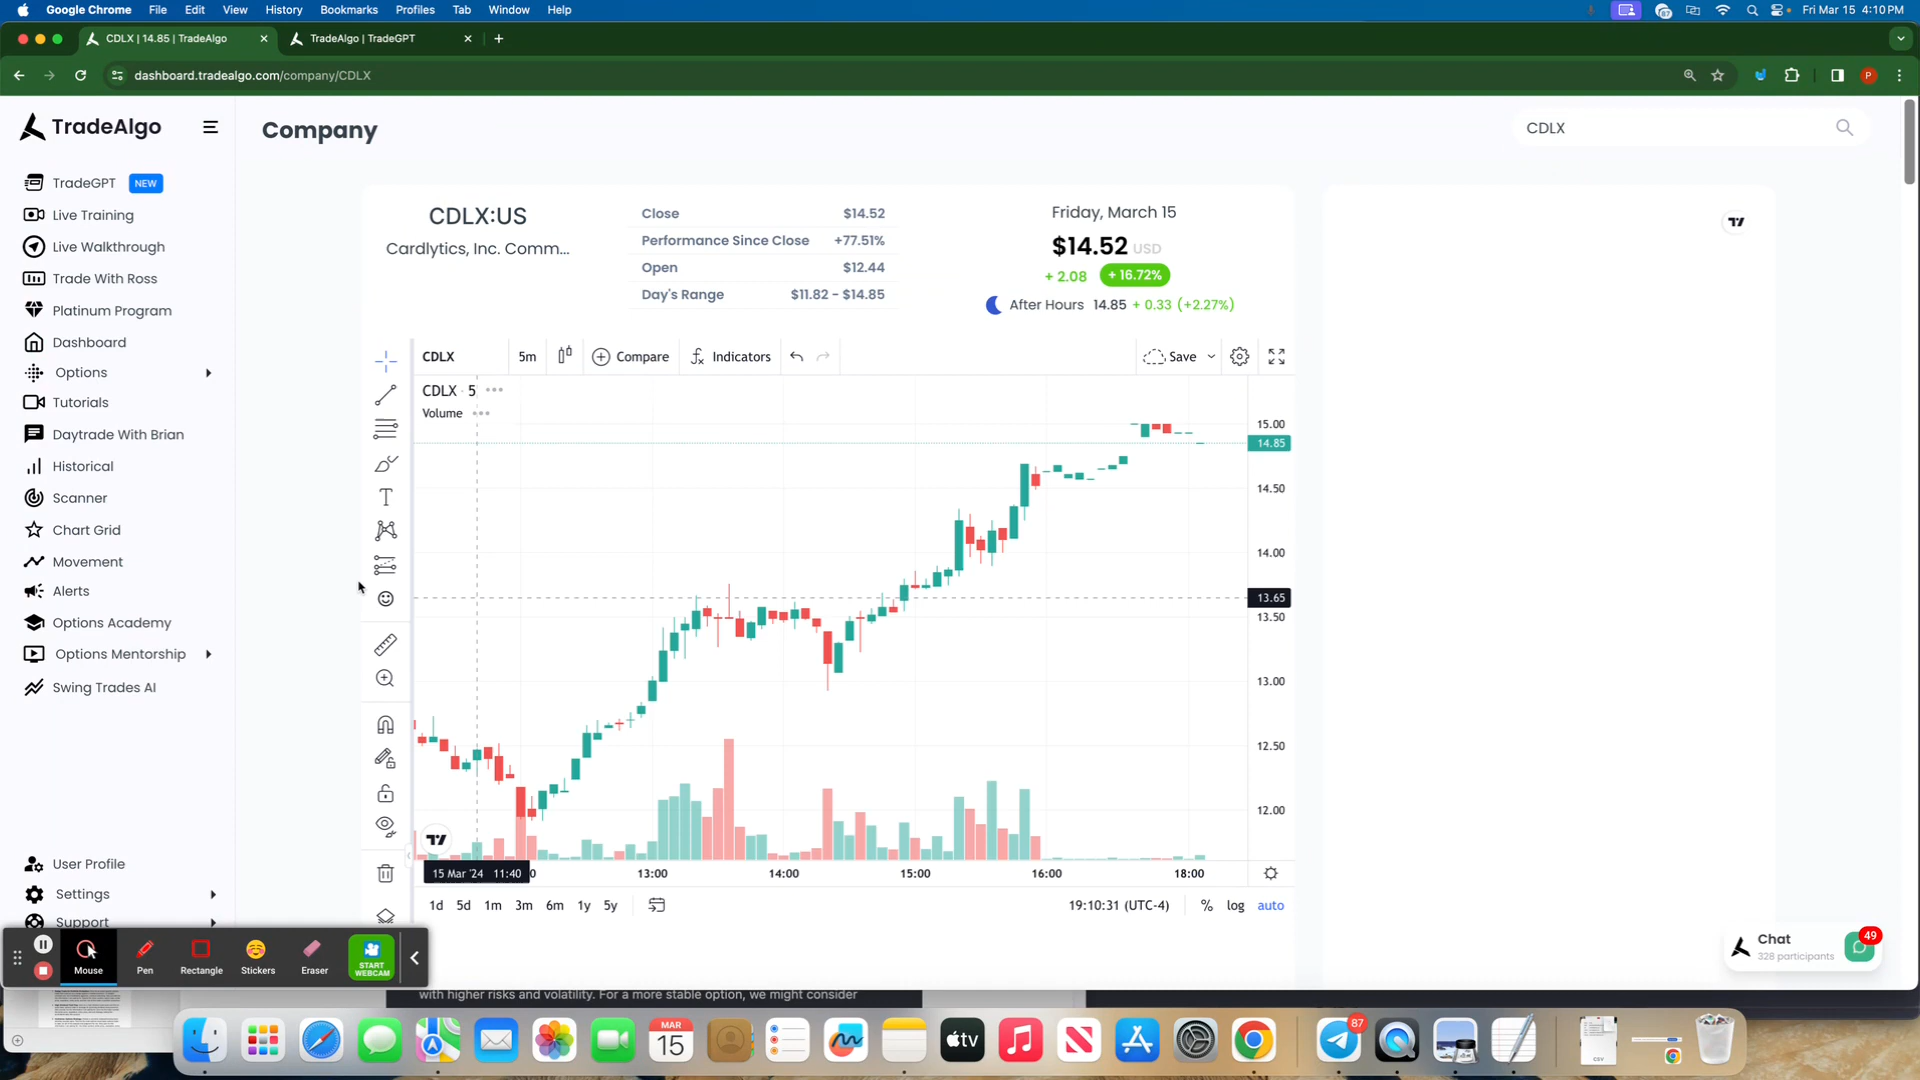 Google Chrome File Edit View History Bookmarks Profiles Tab Window Help
87 Fri Mar 15 4:10 PM
CDLX | 14.85 | TradeAlgo
TradeAlgo | TradeGPT
dashboard.tradealgo.com/company/CDLX
P
TradeAlgo
Company
CDLX
TradeGPT NEW
Live Training
Live Walkthrough
Trade With Ross
Platinum Program
Dashboard
Options
Tutorials
Daytrade With Brian
Historical
Scanner
Chart Grid
Movement
Alerts
Options Academy
Options Mentorship
Swing Trades AI
User Profile
Settings
Support
CDLX:US
Cardlytics, Inc. Comm...
Close $14.52
Performance Since Close +77.51%
Open $12.44
Day's Range $11.82 - $14.85
Friday, March 15
$14.52 USD
+ 2.08 + 16.72%
After Hours 14.85 + 0.33 (+2.27%)
CDLX 5m Compare Indicators Save
CDLX · 5
Volume
15.00
14.85
14.50
14.00
13.65
13.50
13.00
12.50
12.00
15 Mar '24 11:40 0 13:00 14:00 15:00 16:00 18:00
1d 5d 1m 3m 6m 1y 5y
19:10:31 (UTC-4) % log auto
Chat
328 participants
49
Mouse Pen Rectangle Stickers Eraser
START
WEBCAM
with higher risks and volatility. For a more stable option, we might consider
MAR
15
tv
87
CSV